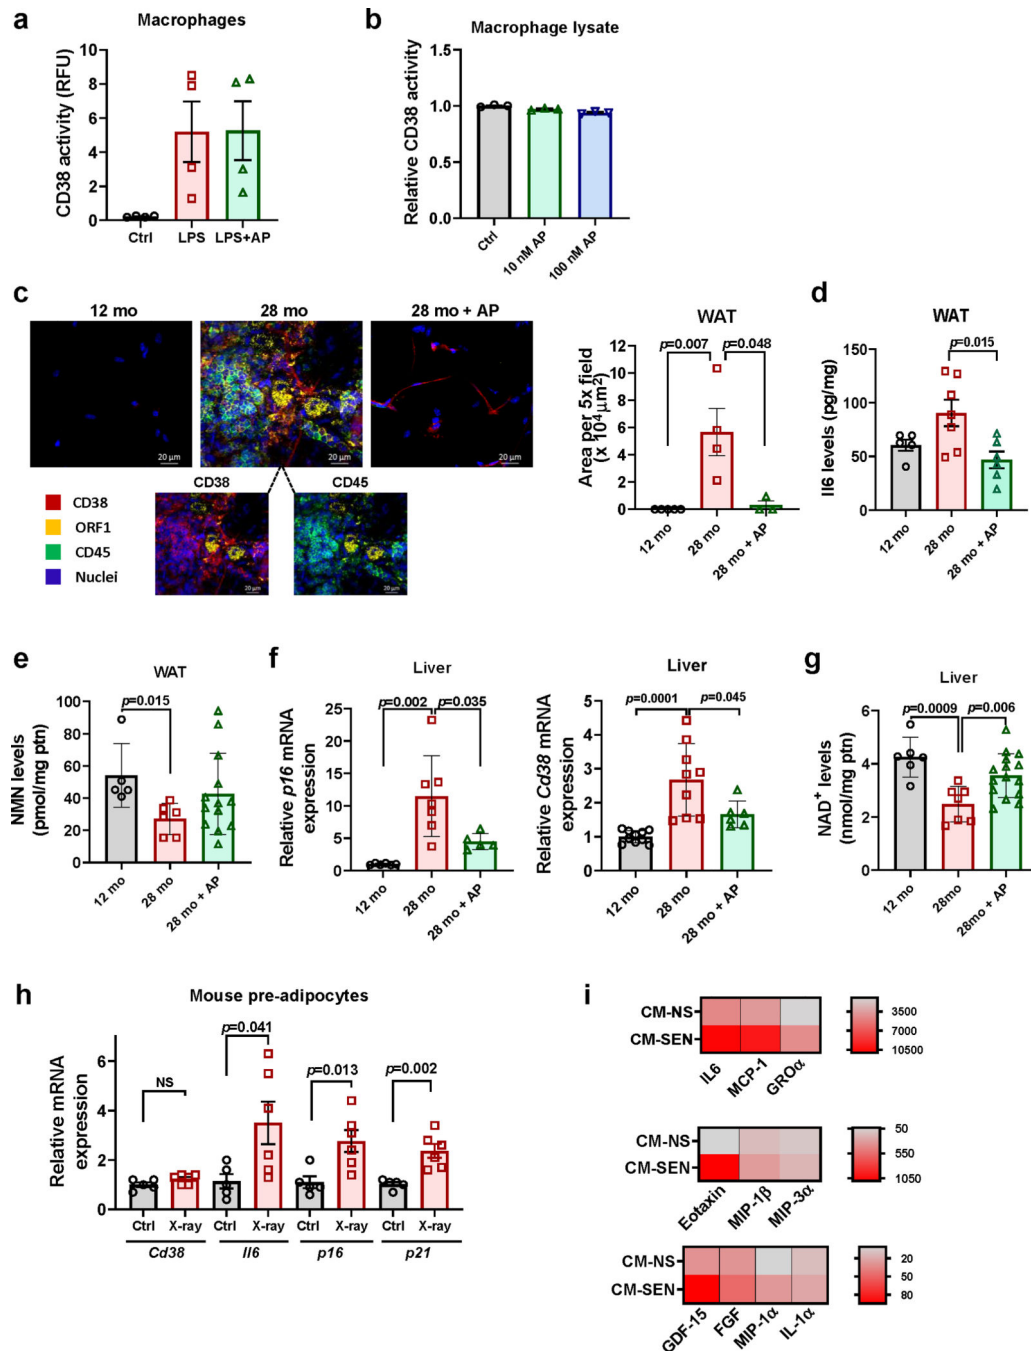 a
Macrophages
CD38 activity (RFU)
10
8
6
4
2
0
Ctrl
LPS
LPS+AP
b
Macrophage lysate
Relative CD38 activity
1.5
1.0
0.5
0.0
Ctrl
10 nM AP
100 nM AP
c
12 mo
28 mo
28 mo + AP
20 µm
20 µm
20 µm
CD38
CD45
20 µm
20 µm
CD38
ORF1
CD45
Nuclei
WAT
p=0.007
p=0.048
Area per 5x field
(x 10⁴µm²)
12
10
8
6
4
2
0
12 mo
28 mo
28 mo + AP
d
WAT
p=0.015
Il6 levels (pg/mg)
150
100
50
0
12 mo
28 mo
28 mo + AP
e
WAT
p=0.015
NMN levels
(pmol/mg ptn)
100
80
60
40
20
0
12 mo
28 mo
28 mo + AP
f
Liver
p=0.002
p=0.035
Relative p16 mRNA
expression
25
20
15
10
5
0
12 mo
28 mo
28 mo + AP
Liver
p=0.0001
p=0.045
Relative Cd38 mRNA
expression
5
4
3
2
1
0
12 mo
28 mo
28 mo + AP
g
Liver
p=0.0009
p=0.006
NAD⁺ levels
(nmol/mg ptn)
6
4
2
0
12 mo
28mo
28mo + AP
h
Mouse pre-adipocytes
Relative mRNA
expression
6
4
2
0
NS
p=0.041
p=0.013
p=0.002
Ctrl
X-ray
Ctrl
X-ray
Ctrl
X-ray
Ctrl
X-ray
Cd38
Il6
p16
p21
i
CM-NS
CM-SEN
IL6
MCP-1
GROα
3500
7000
10500
CM-NS
CM-SEN
Eotaxin
MIP-1β
MIP-3α
50
550
1050
CM-NS
CM-SEN
GDF-15
FGF
MIP-1α
IL-1α
20
50
80